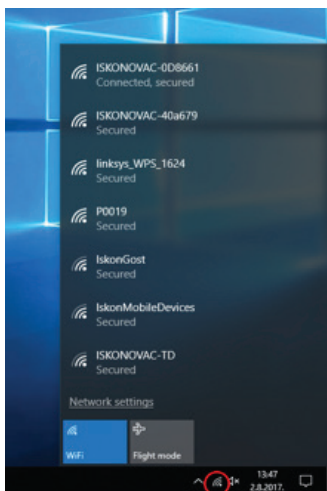 ISKONOVAC-0D8661
Connected, secured
ISKONOVAC-40a679
Secured
linksys_WPS_1624
Secured
P0019
Secured
IskonGost
Secured
IskonMobileDevices
Secured
ISKONOVAC-TD
Secured
Network settings
WiFi
Flight mode
13:47
2.8.2017.